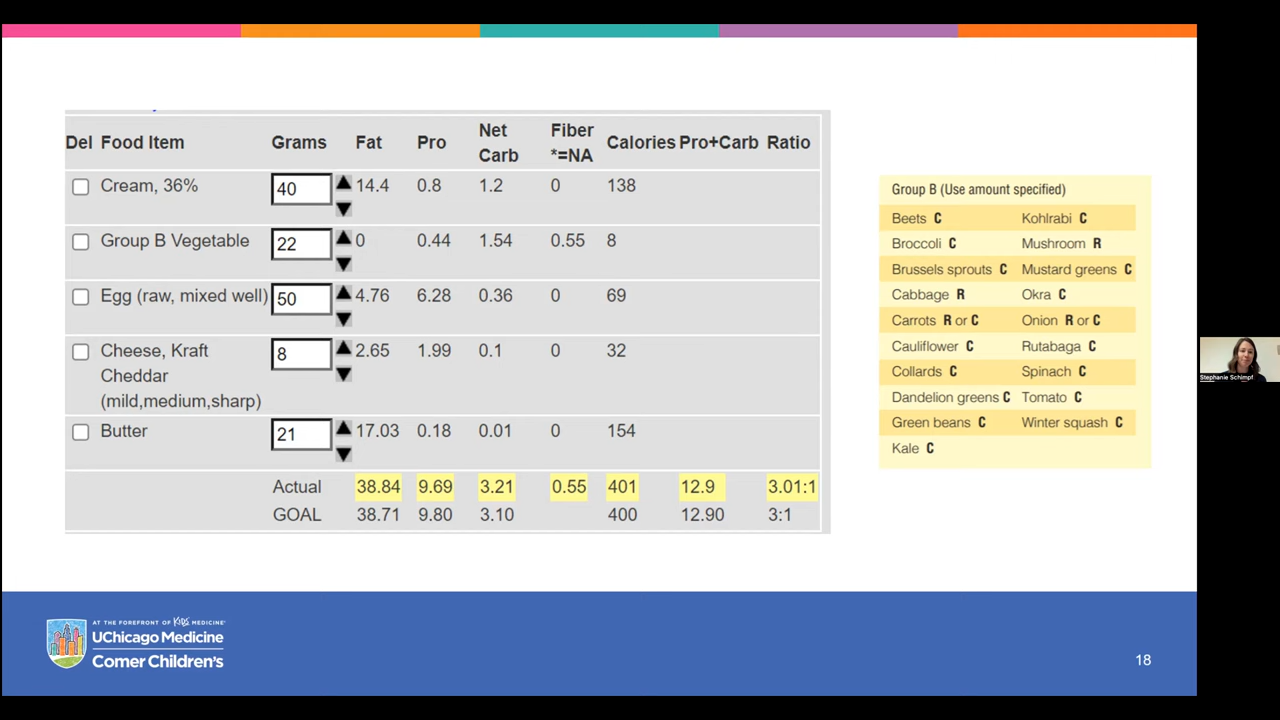 Del Food Item Grams Fat Pro Net Carb Fiber *=NA Calories Pro+Carb Ratio
Cream, 36% 40 14.4 0.8 1.2 0 138
Group B Vegetable 22 0 0.44 1.54 0.55 8
Egg (raw, mixed well) 50 4.76 6.28 0.36 0 69
Cheese, Kraft Cheddar (mild,medium,sharp) 8 2.65 1.99 0.1 0 32
Butter 21 17.03 0.18 0.01 0 154
Actual 38.84 9.69 3.21 0.55 401 12.9 3.01:1
GOAL 38.71 9.80 3.10 400 12.90 3:1
Group B (Use amount specified)
Beets C Kohlrabi C
Broccoli C Mushroom R
Brussels sprouts C Mustard greens C
Cabbage R Okra C
Carrots R or C Onion R or C
Cauliflower C Rutabaga C
Collards C Spinach C
Dandelion greens C Tomato C
Green beans C Winter squash C
Kale C
Stephanie Schimpf
AT THE FOREFRONT OF KIDS MEDICINE®
UChicago Medicine
Comer Children's
18